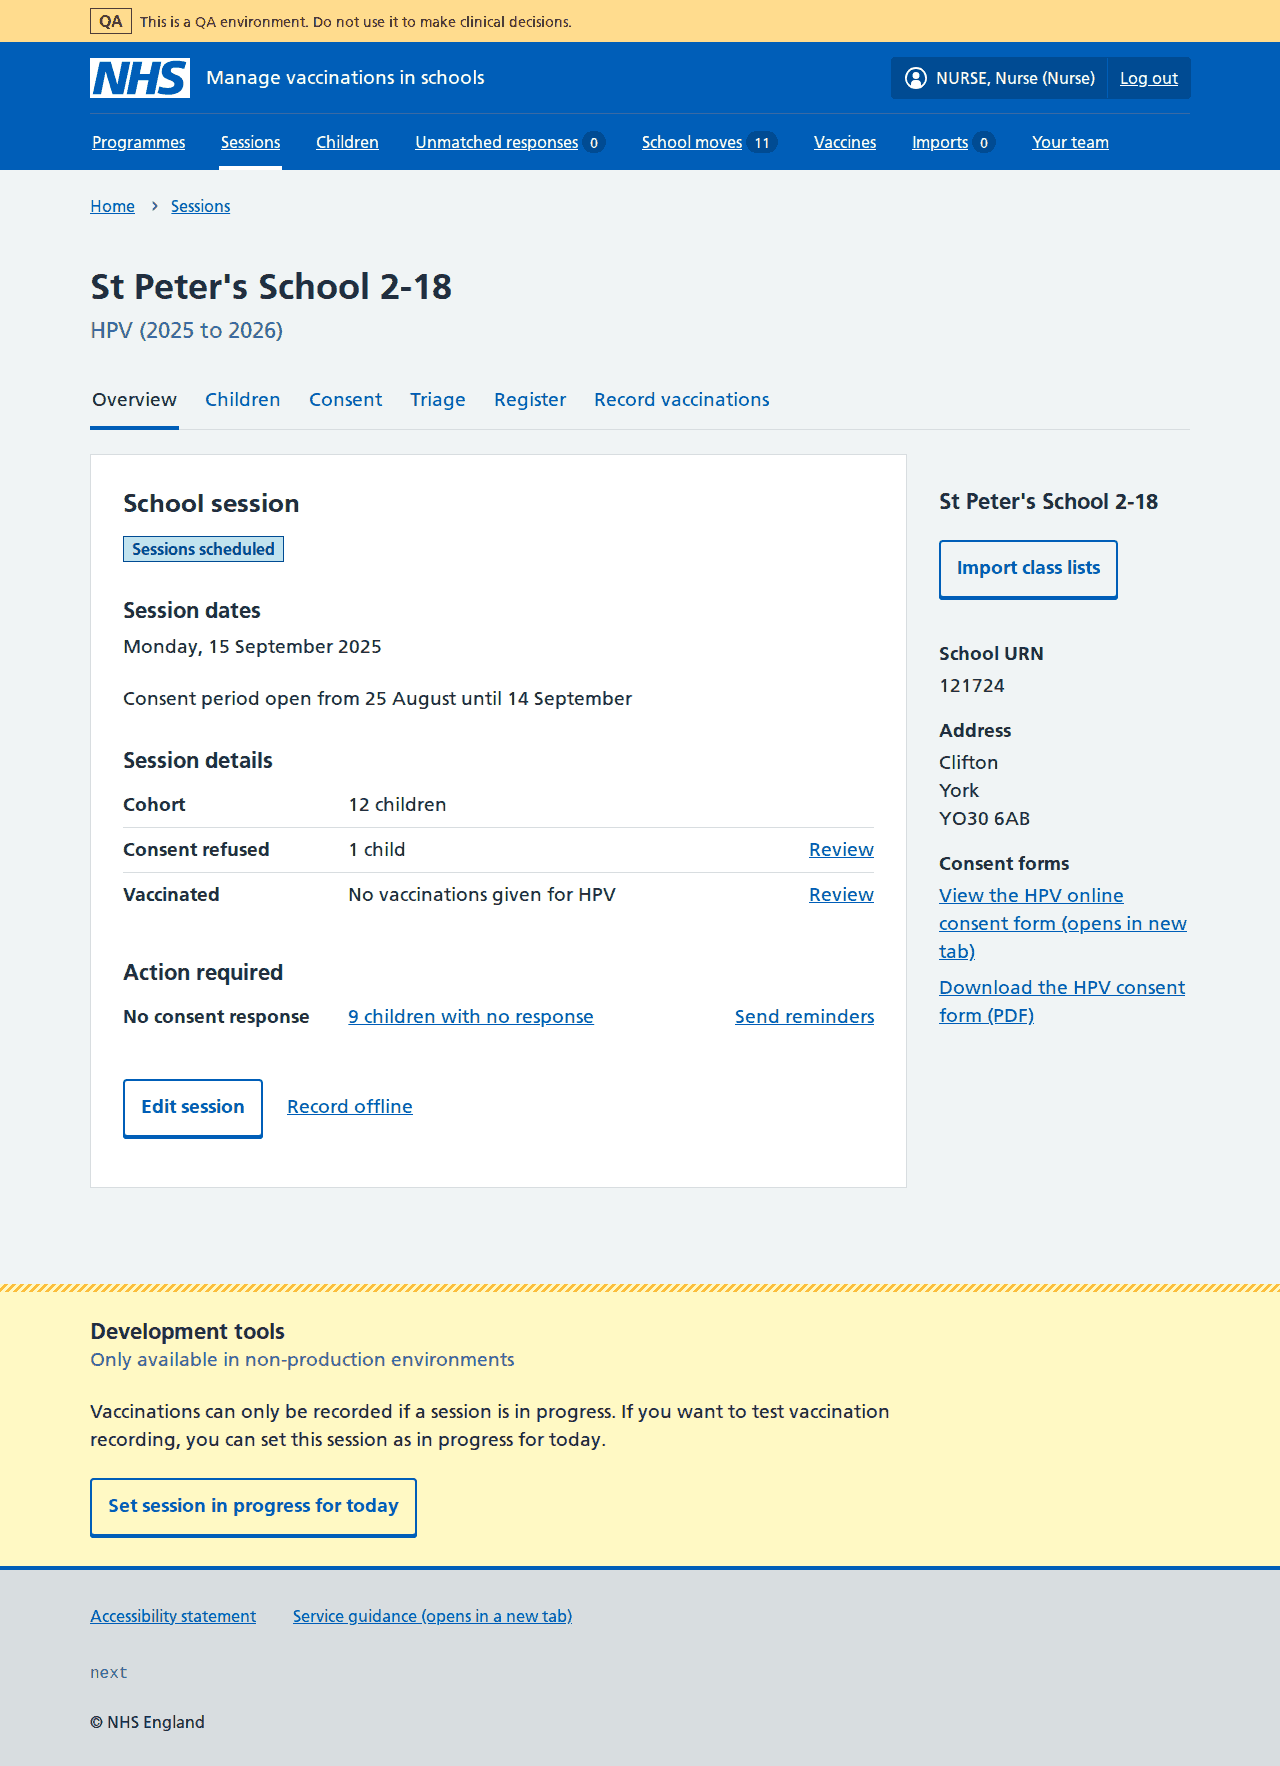 QA This is a QA environment. Do not use it to make clinical decisions.
NHS Manage vaccinations in schools NURSE, Nurse (Nurse) Log out
Programmes Sessions Children Unmatched responses 0 School moves 11 Vaccines Imports 0 Your team
Home Sessions
St Peter's School 2-18
HPV (2025 to 2026)
Overview Children Consent Triage Register Record vaccinations
School session
Sessions scheduled
Session dates
Monday, 15 September 2025
Consent period open from 25 August until 14 September
Session details
Cohort 12 children
Consent refused 1 child Review
Vaccinated No vaccinations given for HPV Review
Action required
No consent response 9 children with no response Send reminders
Edit session Record offline
St Peter's School 2-18
Import class lists
School URN
121724
Address
Clifton
York
YO30 6AB
Consent forms
View the HPV online
consent form (opens in new
tab)
Download the HPV consent
form (PDF)
Development tools
Only available in non-production environments
Vaccinations can only be recorded if a session is in progress. If you want to test vaccination
recording, you can set this session as in progress for today.
Set session in progress for today
Accessibility statement Service guidance (opens in a new tab)
next
© NHS England